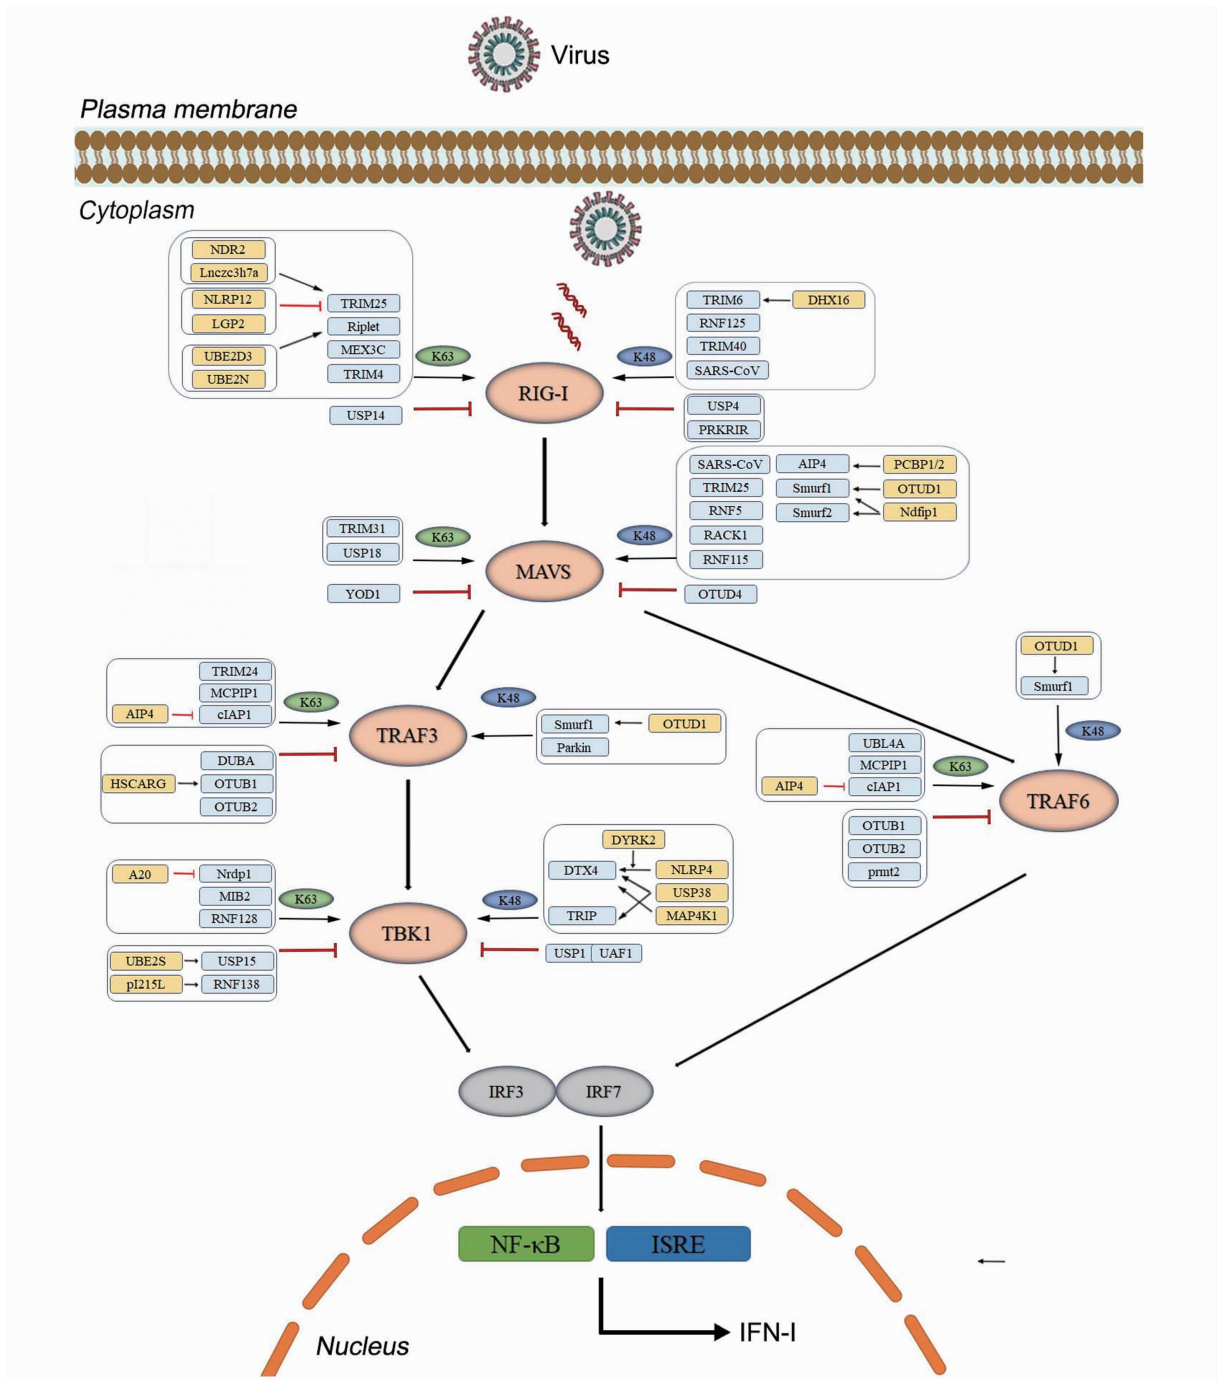 Virus
Plasma membrane
Cytoplasm
NDR2
Lnczc3h7a
NLRP12
LGP2
UBE2D3
UBE2N
TRIM25
Riplet
MEX3C
TRIM4
K63
USP14
RIG-I
K48
TRIM6
DHX16
RNF125
TRIM40
SARS-CoV
USP4
PRKRIR
TRIM31
USP18
K63
YOD1
MAVS
K48
SARS-CoV
TRIM25
RNF5
RACK1
RNF115
AIP4
Smurf1
Smurf2
PCBP1/2
OTUD1
Ndfip1
OTUD4
TRIM24
MCPIP1
AIP4
cIAP1
K63
DUBA
HSCARG
OTUB1
OTUB2
TRAF3
K48
Smurf1
OTUD1
Parkin
OTUD1
Smurf1
K48
UBL4A
MCPIP1
AIP4
cIAP1
K63
TRAF6
OTUB1
OTUB2
prmt2
A20
Nrdp1
MIB2
RNF128
K63
UBE2S
USP15
pI215L
RNF138
TBK1
K48
DYRK2
DTX4
NLRP4
USP38
TRIP
MAP4K1
USP1
UAF1
IRF3
IRF7
NF-κB
ISRE
IFN-I
Nucleus